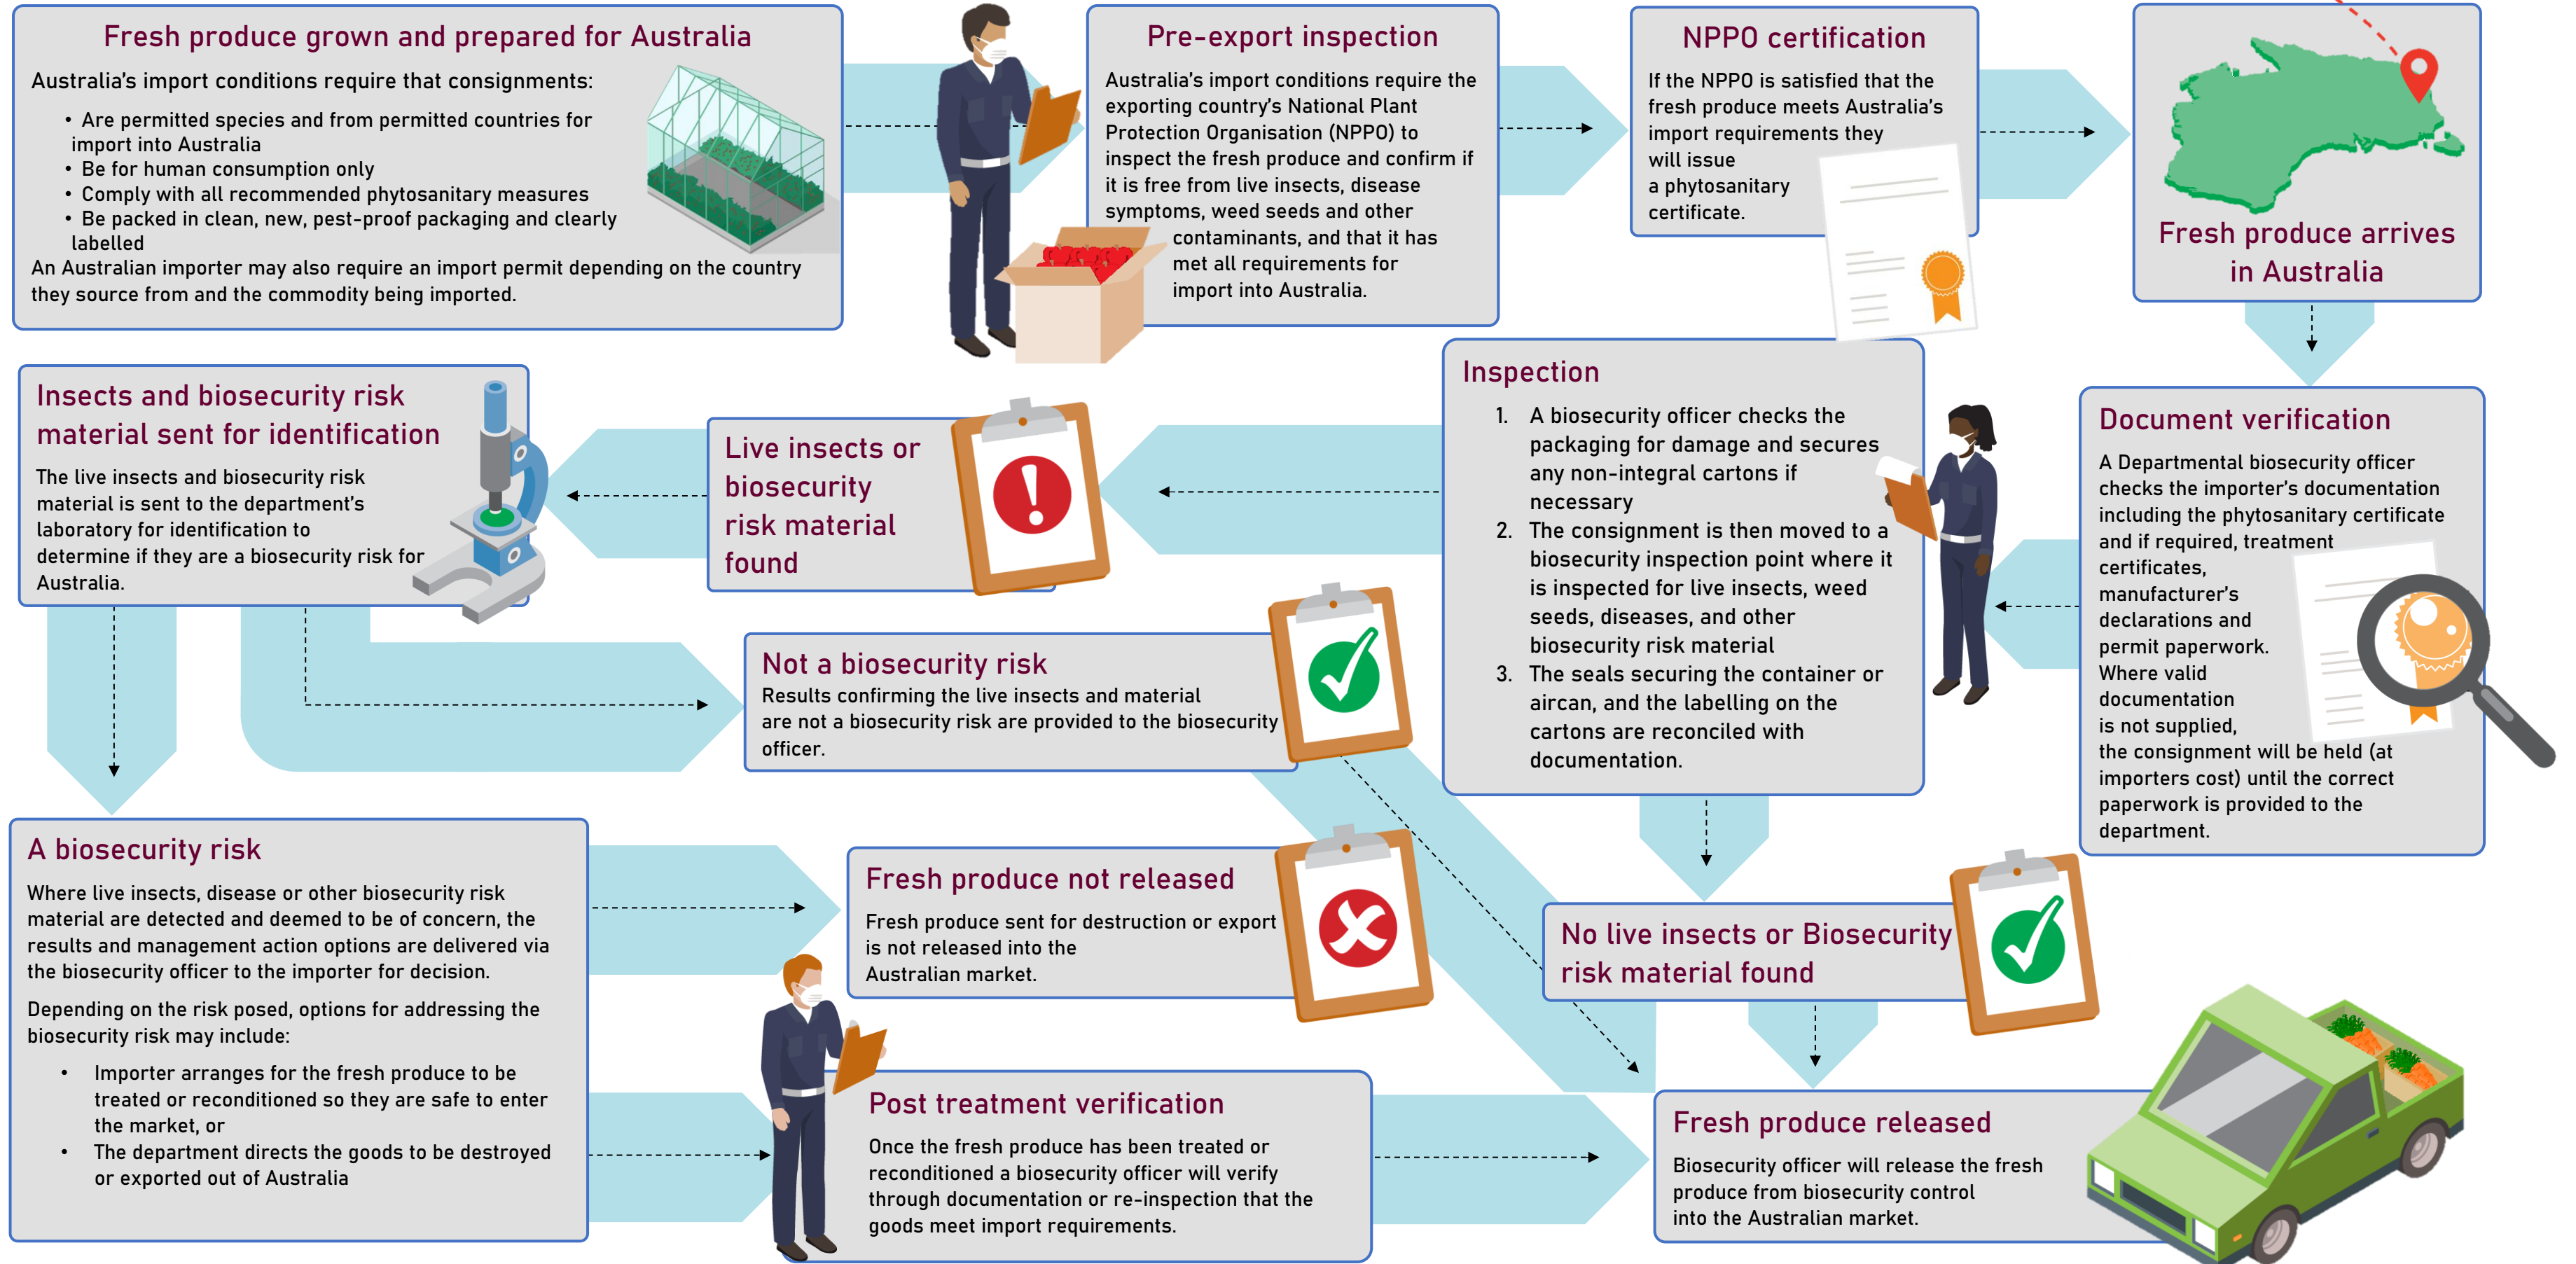 Fresh produce grown and prepared for Australia
Australia's import conditions require that consignments:
• Are permitted species and from permitted countries for
import into Australia
• Be for human consumption only
• Comply with all recommended phytosanitary measures
• Be packed in clean, new, pest-proof packaging and clearly
labelled
An Australian importer may also require an import permit depending on the country
they source from and the commodity being imported.
Pre-export inspection
Australia's import conditions require the
exporting country's National Plant
Protection Organisation (NPPO) to
inspect the fresh produce and confirm if
it is free from live insects, disease
symptoms, weed seeds and other
contaminants, and that it has
met all requirements for
import into Australia.
NPPO certification
If the NPPO is satisfied that the
fresh produce meets Australia's
import requirements they
will issue
a phytosanitary
certificate.
Fresh produce arrives
in Australia
Document verification
A Departmental biosecurity officer
checks the importer's documentation
including the phytosanitary certificate
and if required, treatment
certificates,
manufacturer's
declarations and
permit paperwork.
Where valid
documentation
is not supplied,
the consignment will be held (at
importers cost) until the correct
paperwork is provided to the
department.
Inspection
1. A biosecurity officer checks the
packaging for damage and secures
any non-integral cartons if
necessary
2. The consignment is then moved to a
biosecurity inspection point where it
is inspected for live insects, weed
seeds, diseases, and other
biosecurity risk material
3. The seals securing the container or
aircan, and the labelling on the
cartons are reconciled with
documentation.
Live insects or
biosecurity
risk material
found
Insects and biosecurity risk
material sent for identification
The live insects and biosecurity risk
material is sent to the department's
laboratory for identification to
determine if they are a biosecurity risk for
Australia.
Not a biosecurity risk
Results confirming the live insects and material
are not a biosecurity risk are provided to the biosecurity
officer.
A biosecurity risk
Where live insects, disease or other biosecurity risk
material are detected and deemed to be of concern, the
results and management action options are delivered via
the biosecurity officer to the importer for decision.
Depending on the risk posed, options for addressing the
biosecurity risk may include:
• Importer arranges for the fresh produce to be
treated or reconditioned so they are safe to enter
the market, or
• The department directs the goods to be destroyed
or exported out of Australia
Fresh produce not released
Fresh produce sent for destruction or export
is not released into the
Australian market.
No live insects or Biosecurity
risk material found
Post treatment verification
Once the fresh produce has been treated or
reconditioned a biosecurity officer will verify
through documentation or re-inspection that the
goods meet import requirements.
Fresh produce released
Biosecurity officer will release the fresh
produce from biosecurity control
into the Australian market.